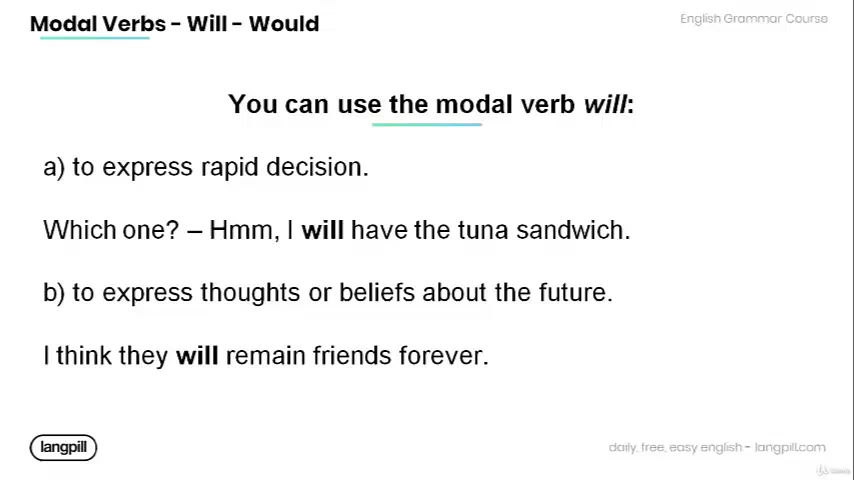 Modal Verbs - Will - Would
English Grammar Course
You can use the modal verb will:
a) to express rapid decision.
Which one? – Hmm, I will have the tuna sandwich.
b) to express thoughts or beliefs about the future.
I think they will remain friends forever.
langpill
daily, free, easy english - langpill.com